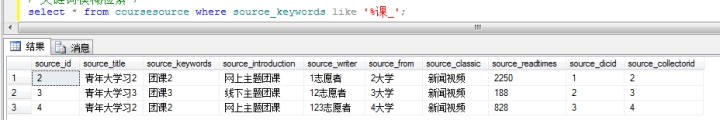 / 关键词模糊检索
select * from coursesource where source_keywords like '%课_';
结果 消息
source_id source_title source_keywords source_introduction source_writer source_from source_classic source_readtimes source_dicid source_collectorid
1 2 青年大学习2 团课2 网上主题团课 1志愿者 2大学 新闻视频 2250 1 2
2 3 青年大学习3 团课3 线下主题团课 12志愿者 3大学 新闻视频 188 2 3
3 4 青年大学习2 团课2 网上主题团课 123志愿者 4大学 新闻视频 828 3 4